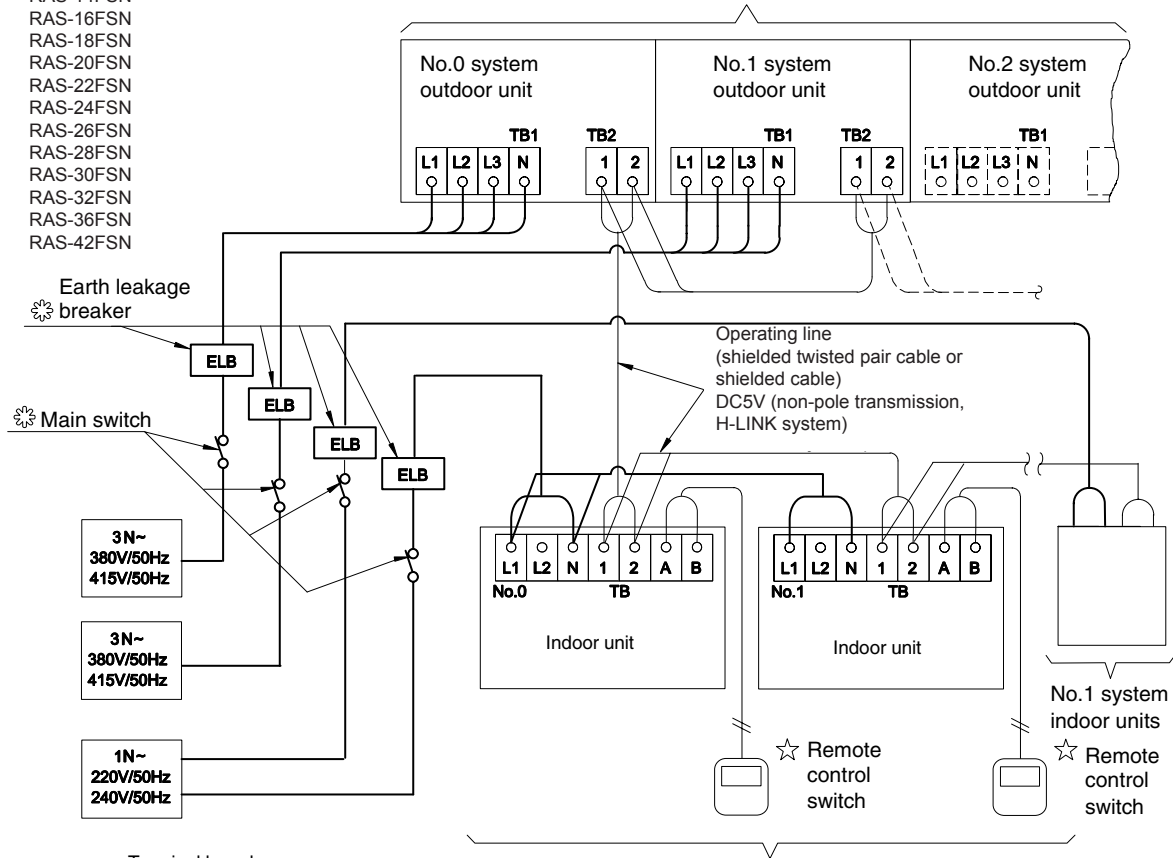 RAS-16FSN
RAS-18FSN
RAS-20FSN
RAS-22FSN
RAS-24FSN
RAS-26FSN
RAS-28FSN
RAS-30FSN
RAS-32FSN
RAS-36FSN
RAS-42FSN
No.0 system
outdoor unit
TB1
TB2
L1 L2 L3 N
1 2
No.1 system
outdoor unit
TB1
TB2
L1 L2 L3 N
1 2
No.2 system
outdoor unit
TB1
L1 L2 L3 N
Earth leakage
breaker
ELB
ELB
ELB
ELB
Main switch
Operating line
(shielded twisted pair cable or
shielded cable)
DC5V (non-pole transmission,
H-LINK system)
3N~
380V/50Hz
415V/50Hz
3N~
380V/50Hz
415V/50Hz
1N~
220V/50Hz
240V/50Hz
L1 L2 N 1 2 A B
No.0 TB
Indoor unit
L1 L2 N 1 2 A B
No.1 TB
Indoor unit
No.1 system
indoor units
☆ Remote
control
switch
☆ Remote
control
switch